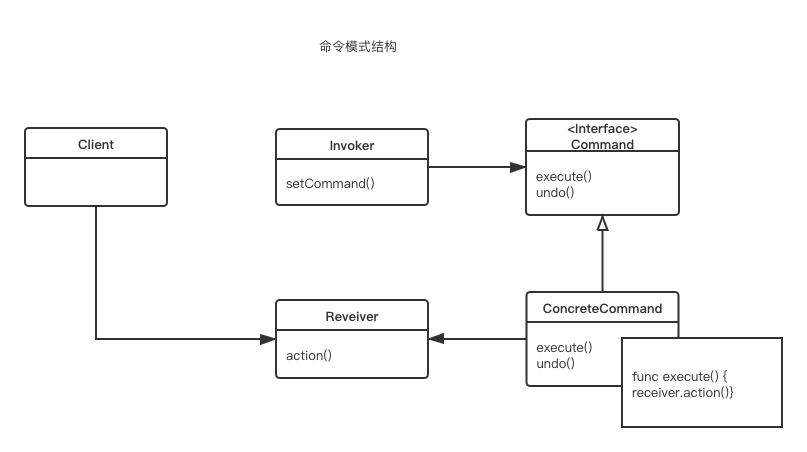 命令模式结构
Client
Invoker
setCommand()
<Interface>
Command
execute()
undo()
Reveiver
action()
ConcreteCommand
execute()
undo()
func execute() {
receiver.action()}